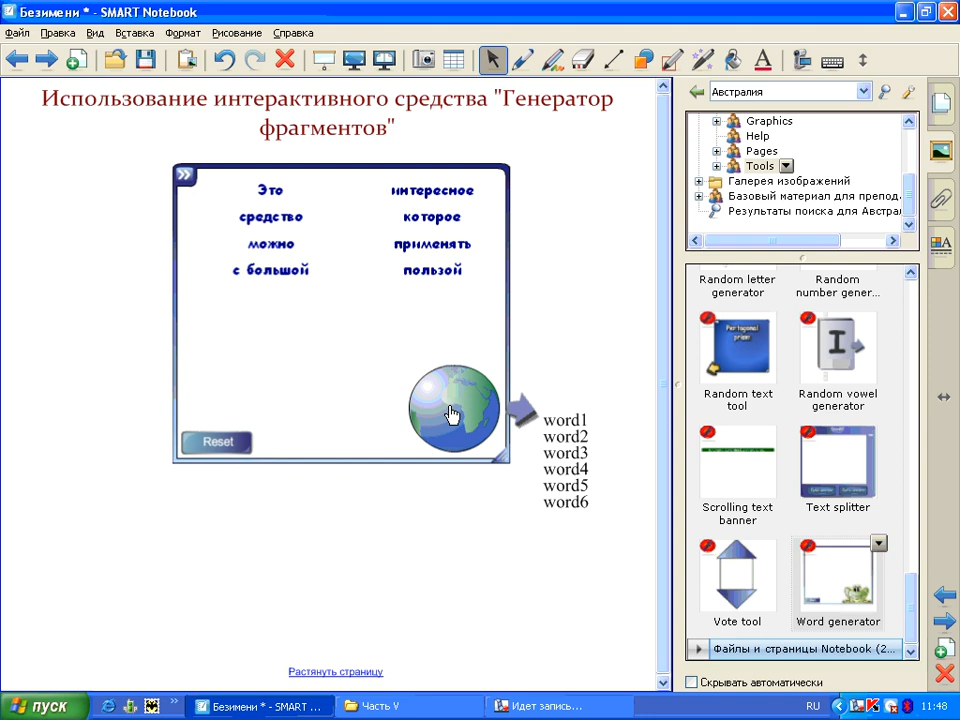 Безимени * - SMART Notebook
Файл Правка Вид Вставка Формат Рисование Справка
Использование интерактивного средства "Генератор
фрагментов"
Это интересное
средство которое
можно применять
с большой пользой
Reset
word1
word2
word3
word4
word5
word6
Растянуть страницу
Австралия
Graphics
Help
Pages
Tools
Галерея изображений
Базовый материал для препод
Результаты поиска для Австра
Random letter
generator
Random
number gener...
Pentagonal
prism
Random text
tool
I
Random vowel
generator
Scrolling text
banner
Text splitter
Vote tool
Word generator
Файлы и страницы Notebook (2...
Скрывать автоматически
пуск
Безимени * - SMART ...
Часть V
Идет запись...
RU
11:48